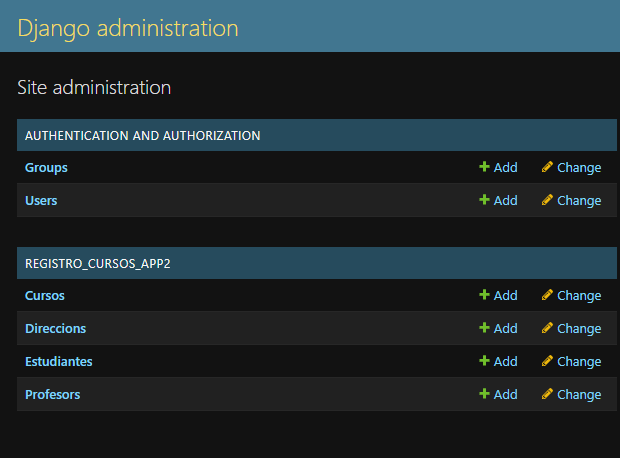 Django administration
Site administration
AUTHENTICATION AND AUTHORIZATION
Groups Add Change
Users Add Change
REGISTRO_CURSOS_APP2
Cursos Add Change
Direccions Add Change
Estudiantes Add Change
Profesors Add Change